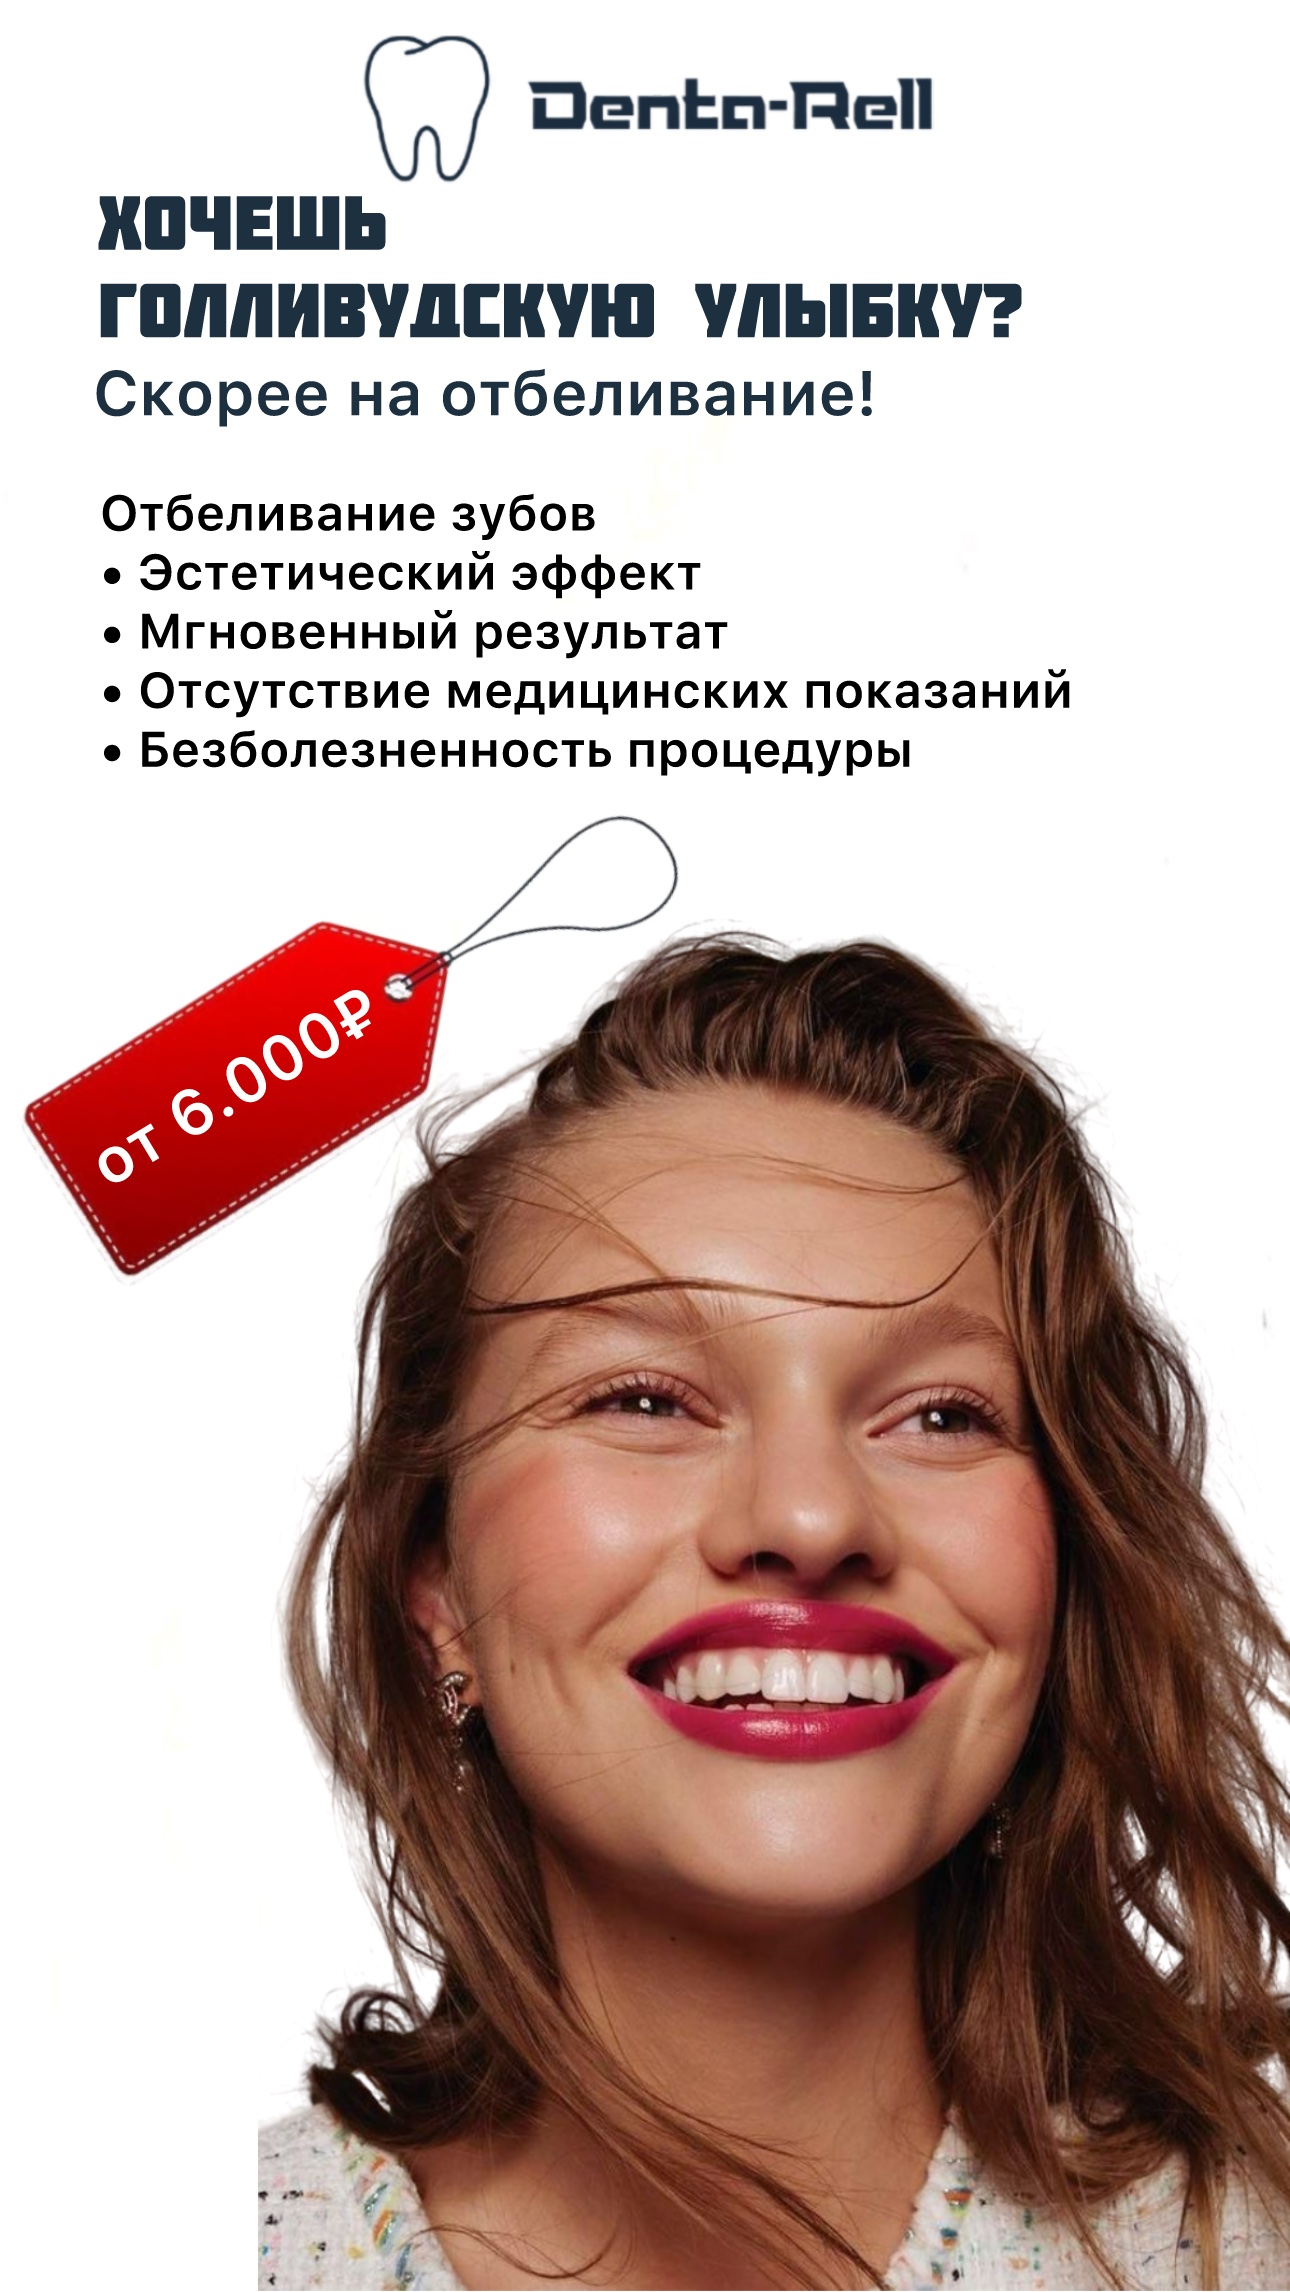 Denta-Rell
ХОЧЕШЬ
ГОЛЛИВУДСКУЮ УЛЫБКУ?
Скорее на отбеливание!
Отбеливание зубов
• Эстетический эффект
• Мгновенный результат
• Отсутствие медицинских показаний
• Безболезненность процедуры
от 6.000₽